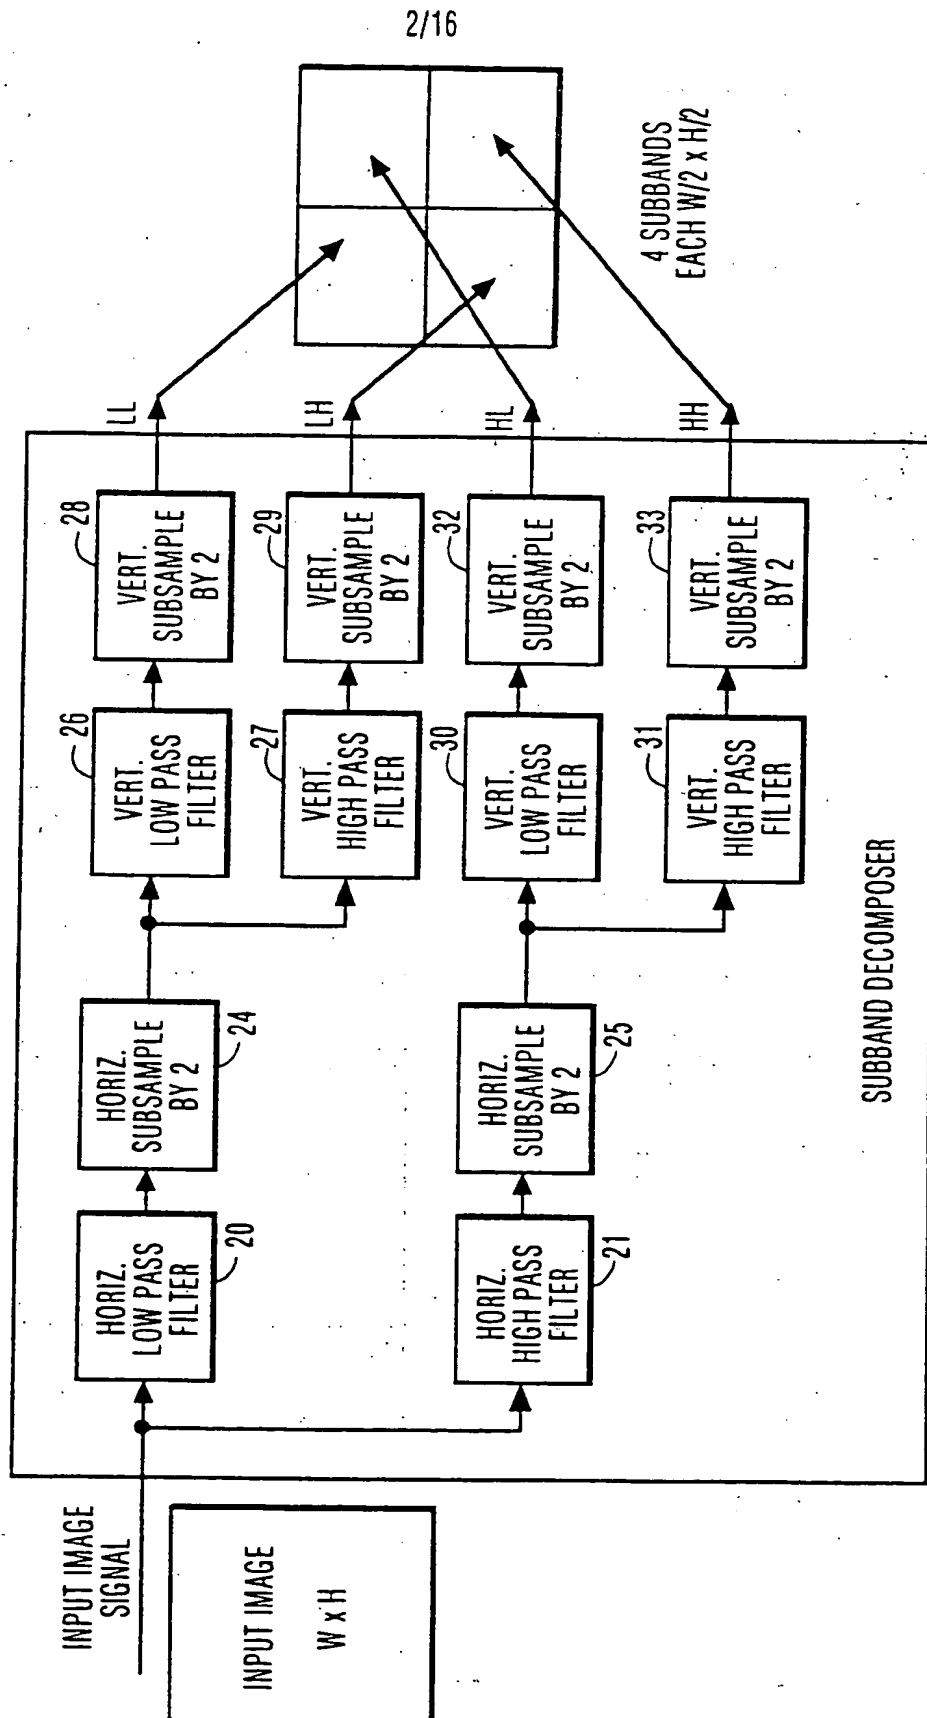 2/16
INPUT IMAGE
SIGNAL
INPUT IMAGE
W x H
HORIZ.
LOW PASS
FILTER
20
HORIZ.
SUBSAMPLE
BY 2
24
VERT.
LOW PASS
FILTER
26
VERT.
SUBSAMPLE
BY 2
28
LL
VERT.
HIGH PASS
FILTER
27
VERT.
SUBSAMPLE
BY 2
29
LH
HORIZ.
HIGH PASS
FILTER
21
HORIZ.
SUBSAMPLE
BY 2
25
VERT.
LOW PASS
FILTER
30
VERT.
SUBSAMPLE
BY 2
32
HL
VERT.
HIGH PASS
FILTER
31
VERT.
SUBSAMPLE
BY 2
33
HH
4 SUBBANDS
EACH W/2 x H/2
SUBBAND DECOMPOSER